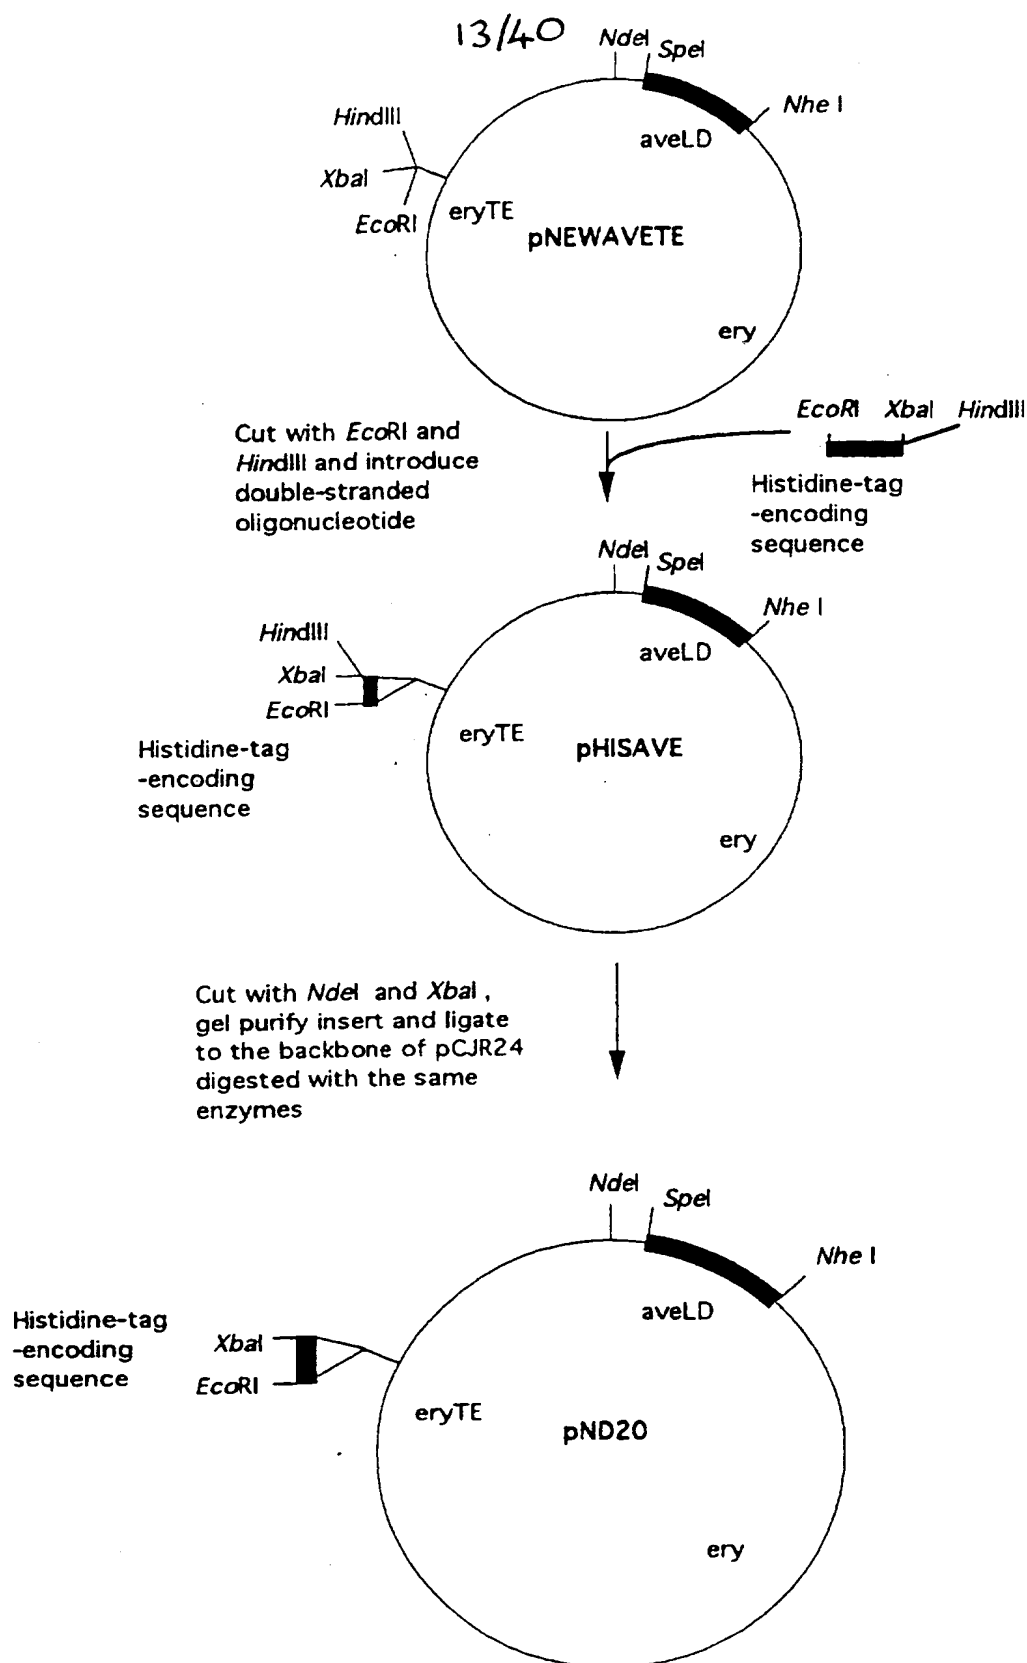 13/40
NdeI
SpeI
HindIII
Nhe I
aveLD
XbaI
EcoRI
eryTE
pNEWAVETE
ery
EcoRI XbaI HindIII
Cut with EcoRI and
HindIII and introduce
double-stranded
oligonucleotide
Histidine-tag
-encoding
sequence
NdeI
SpeI
Nhe I
HindIII
aveLD
XbaI
EcoRI
eryTE
pHISAVE
Histidine-tag
-encoding
sequence
ery
Cut with NdeI and XbaI ,
gel purify insert and ligate
to the backbone of pCJR24
digested with the same
enzymes
NdeI
SpeI
Nhe I
aveLD
Histidine-tag
-encoding
sequence
XbaI
EcoRI
eryTE
pND20
ery